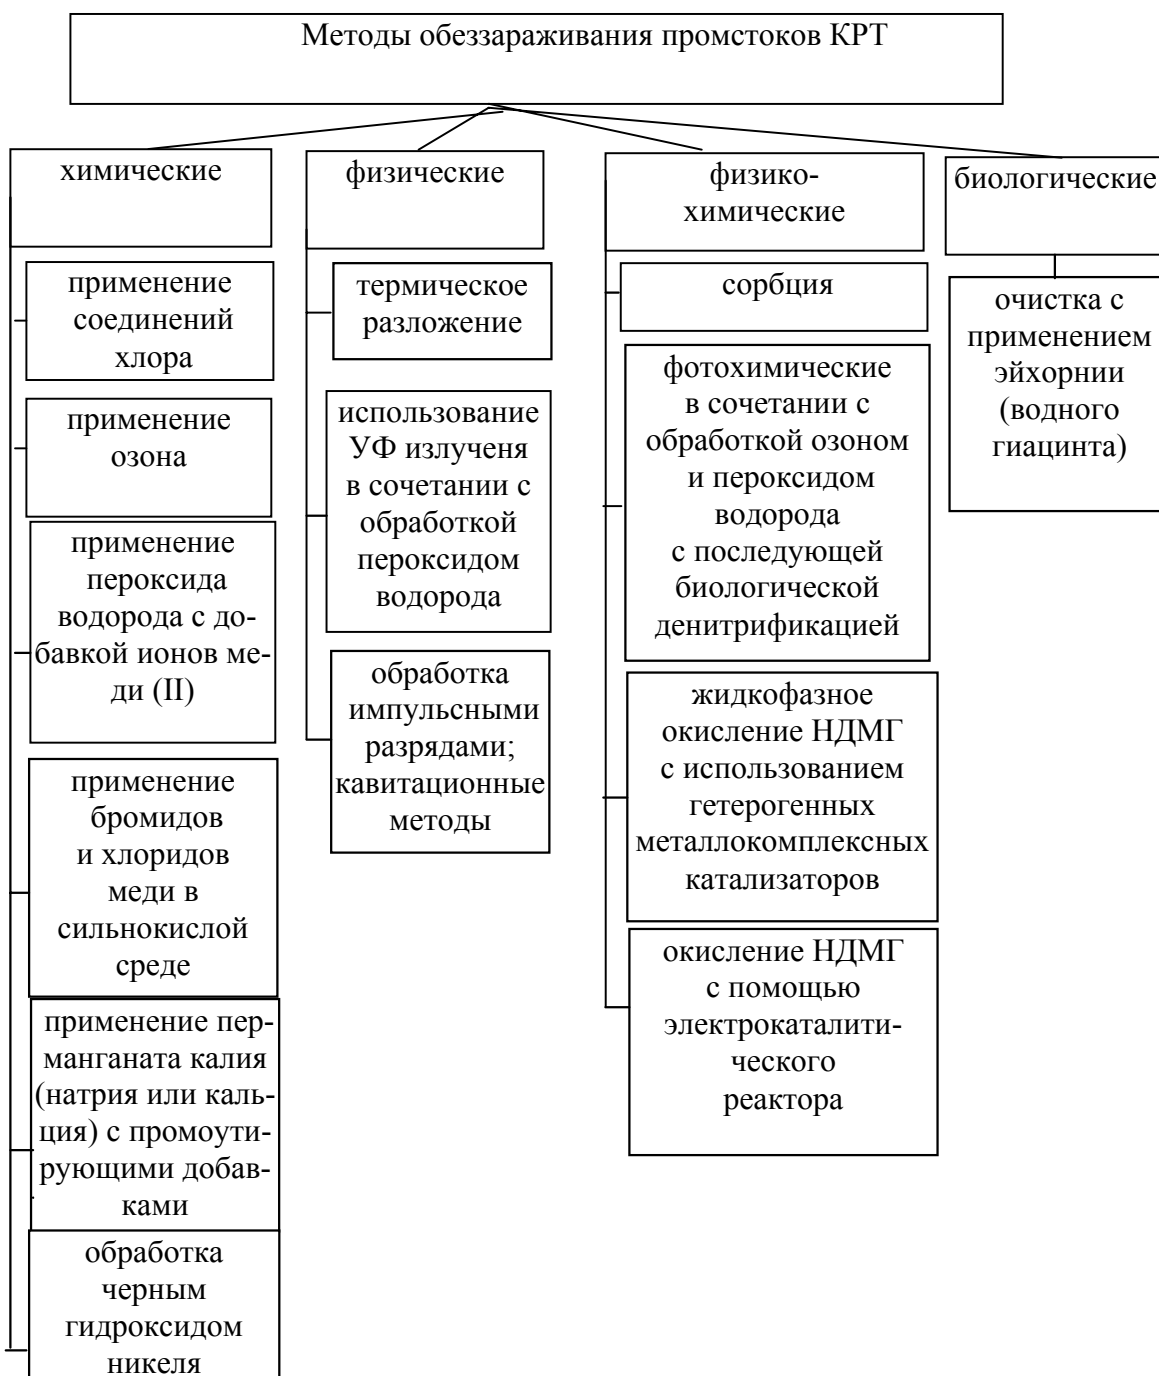 Методы обеззараживания промстоков КРТ
химические
применение
соединений
хлора
применение
озона
применение
пероксида
водорода с до-
бавкой ионов ме-
ди (II)
применение
бромидов
и хлоридов
меди в
сильнокислой
среде
применение пер-
манганата калия
(натрия или каль-
ция) с промоути-
рующими добав-
ками
обработка
черным
гидроксидом
никеля
физические
термическое
разложение
использование
УФ излученя
в сочетании с
обработкой
пероксидом
водорода
обработка
импульсными
разрядами;
кавитационные
методы
физико-
химические
сорбция
фотохимические
в сочетании с
обработкой озоном
и пероксидом
водорода
с последующей
биологической
денитрификацией
жидкофазное
окисление НДМГ
с использованием
гетерогенных
металлокомплексных
катализаторов
окисление НДМГ
с помощью
электрокаталити-
ческого
реактора
биологические
очистка с
применением
эйхорнии
(водного
гиацинта)